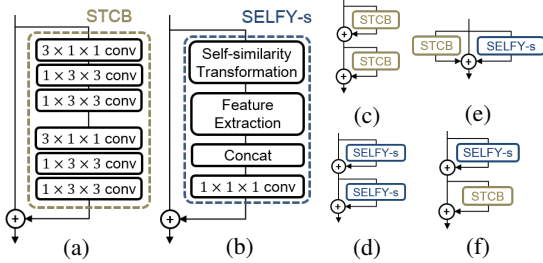 STCB
3 × 1 × 1 conv
1 × 3 × 3 conv
1 × 3 × 3 conv
3 × 1 × 1 conv
1 × 3 × 3 conv
1 × 3 × 3 conv
+
(a)
SELFY-s
Self-similarity
Transformation
Feature
Extraction
Concat
1 × 1 × 1 conv
+
(b)
STCB
+
STCB
+
(c)
SELFY-s
+
SELFY-s
+
(d)
STCB
SELFY-s
+
(e)
SELFY-s
+
STCB
+
(f)